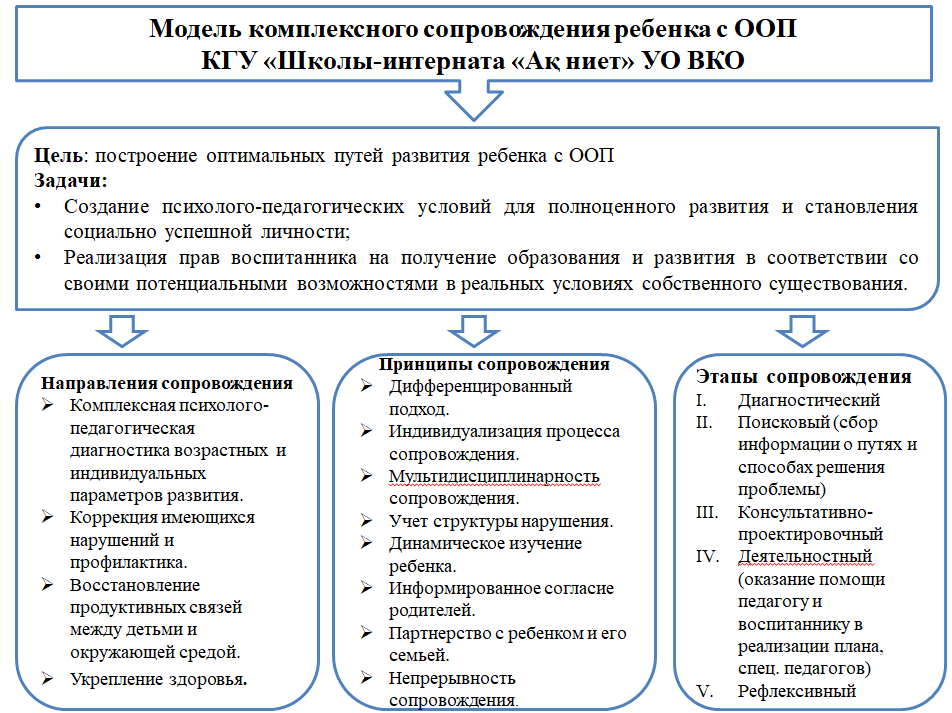 Модель комплексного сопровождения ребенка с ООП
КГУ «Школы-интерната «Ақ ниет» УО ВКО
Цель: построение оптимальных путей развития ребенка с ООП
Задачи:
• Создание психолого-педагогических условий для полноценного развития и становления
социально успешной личности;
• Реализация прав воспитанника на получение образования и развития в соответствии со
своими потенциальными возможностями в реальных условиях собственного существования.
Направления сопровождения
➢ Комплексная психолого-
педагогическая
диагностика возрастных и
индивидуальных
параметров развития.
➢ Коррекция имеющихся
нарушений и
профилактика.
➢ Восстановление
продуктивных связей
между детьми и
окружающей средой.
➢ Укрепление здоровья.
Принципы сопровождения
➢ Дифференцированный
подход.
➢ Индивидуализация процесса
сопровождения.
➢ Мультидисциплинарность
сопровождения.
➢ Учет структуры нарушения.
➢ Динамическое изучение
ребенка.
➢ Информированное согласие
родителей.
➢ Партнерство с ребенком и его
семьей.
➢ Непрерывность
сопровождения.
Этапы сопровождения
I. Диагностический
II. Поисковый (сбор
информации о путях и
способах решения
проблемы)
III. Консультативно-
проектировочный
IV. Деятельностный
(оказание помощи
педагогу и
воспитаннику в
реализации плана,
спец. педагогов)
V. Рефлексивный